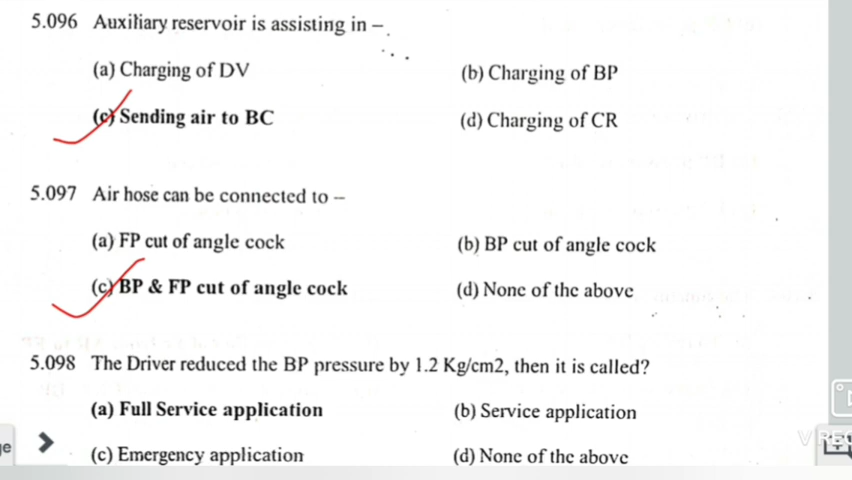 5.096 Auxiliary reservoir is assisting in –
(a) Charging of DV (b) Charging of BP
(c) Sending air to BC (d) Charging of CR
5.097 Air hose can be connected to –
(a) FP cut of angle cock (b) BP cut of angle cock
(c) BP & FP cut of angle cock (d) None of the above
5.098 The Driver reduced the BP pressure by 1.2 Kg/cm2, then it is called?
(a) Full Service application (b) Service application
V REC
(c) Emergency application (d) None of the above